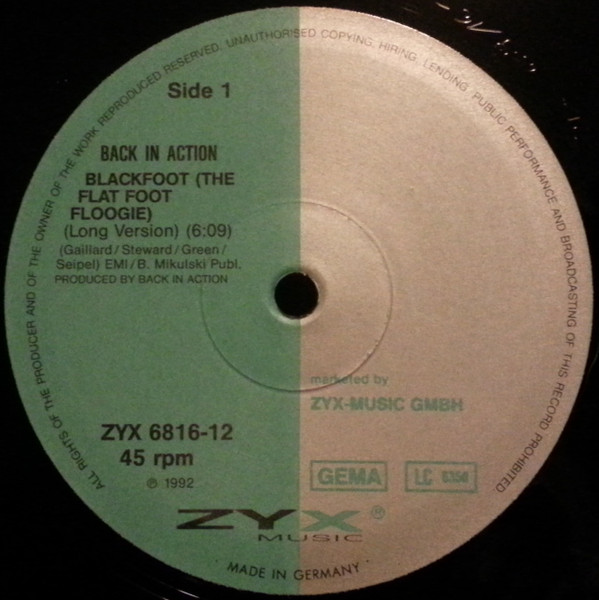 ALL RIGHTS OF THE PRODUCER AND OF THE OWNER OF THE WORK REPRODUCED RESERVED. UNAUTHORISED COPYING, HIRING, LENDING, PUBLIC PERFORMANCE AND BROADCASTING OF THIS RECORD PROHIBITED
Side 1
BACK IN ACTION
BLACKFOOT (THE
FLAT FOOT
FLOOGIE)
(Long Version) (6:09)
(Gaillard/Steward/Green/
Seipel) EMI/B. Mikulski Publ.
PRODUCED BY BACK IN ACTION
marketed by
ZYX-MUSIC GMBH
ZYX 6816-12
45 rpm
℗ 1992
GEMA
LC 6350
ZYX®
MUSIC
· MADE IN GERMANY ·